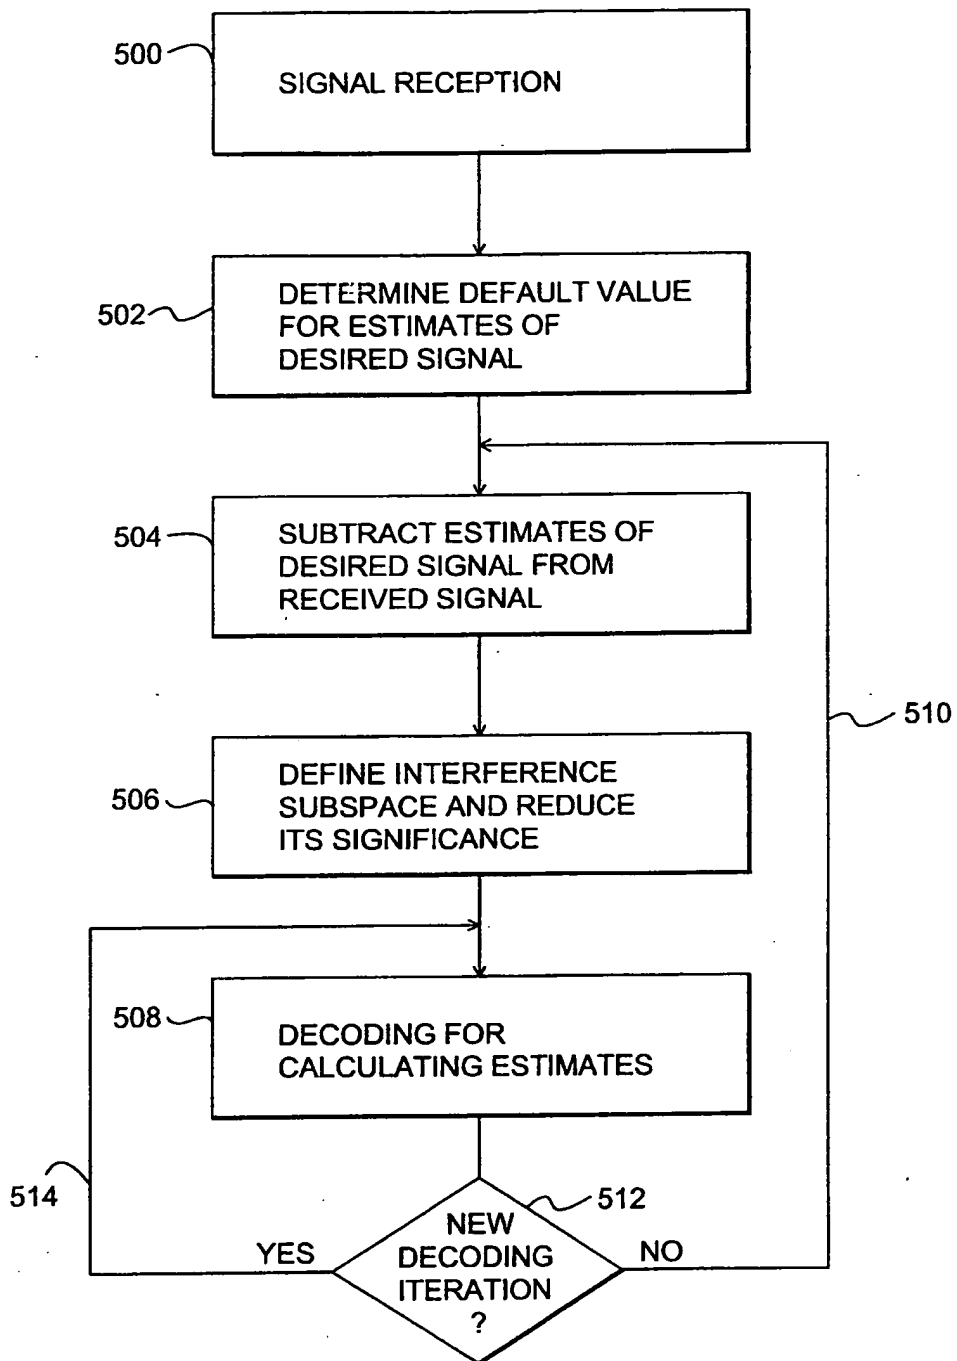 500
SIGNAL RECEPTION
502
DETERMINE DEFAULT VALUE
FOR ESTIMATES OF
DESIRED SIGNAL
504
SUBTRACT ESTIMATES OF
DESIRED SIGNAL FROM
RECEIVED SIGNAL
510
506
DEFINE INTERFERENCE
SUBSPACE AND REDUCE
ITS SIGNIFICANCE
508
DECODING FOR
CALCULATING ESTIMATES
514
512
YES
NEW
DECODING
ITERATION
?
NO